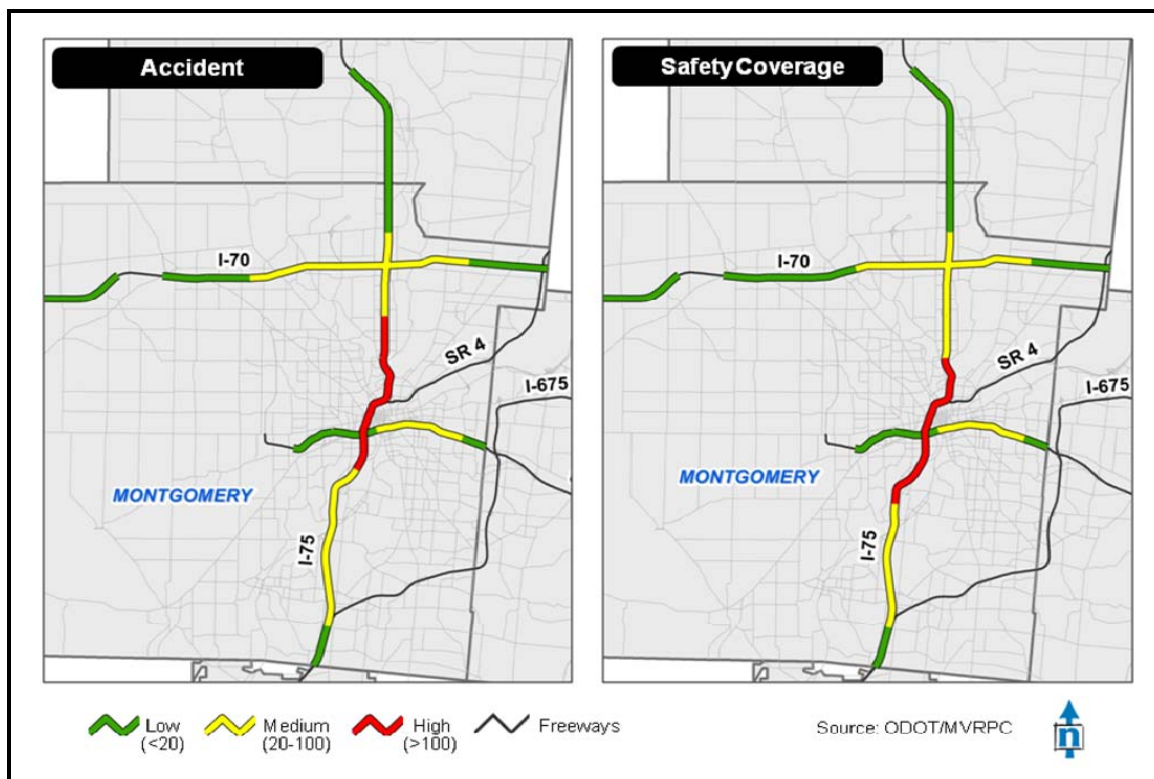 Accident
I-70
SR 4
I-675
MONTGOMERY
I-75
Safety Coverage
I-70
SR 4
I-675
MONTGOMERY
I-75
Low
(<20)
Medium
(20-100)
High
(>100)
Freeways
Source: ODOT/MVRPC
n